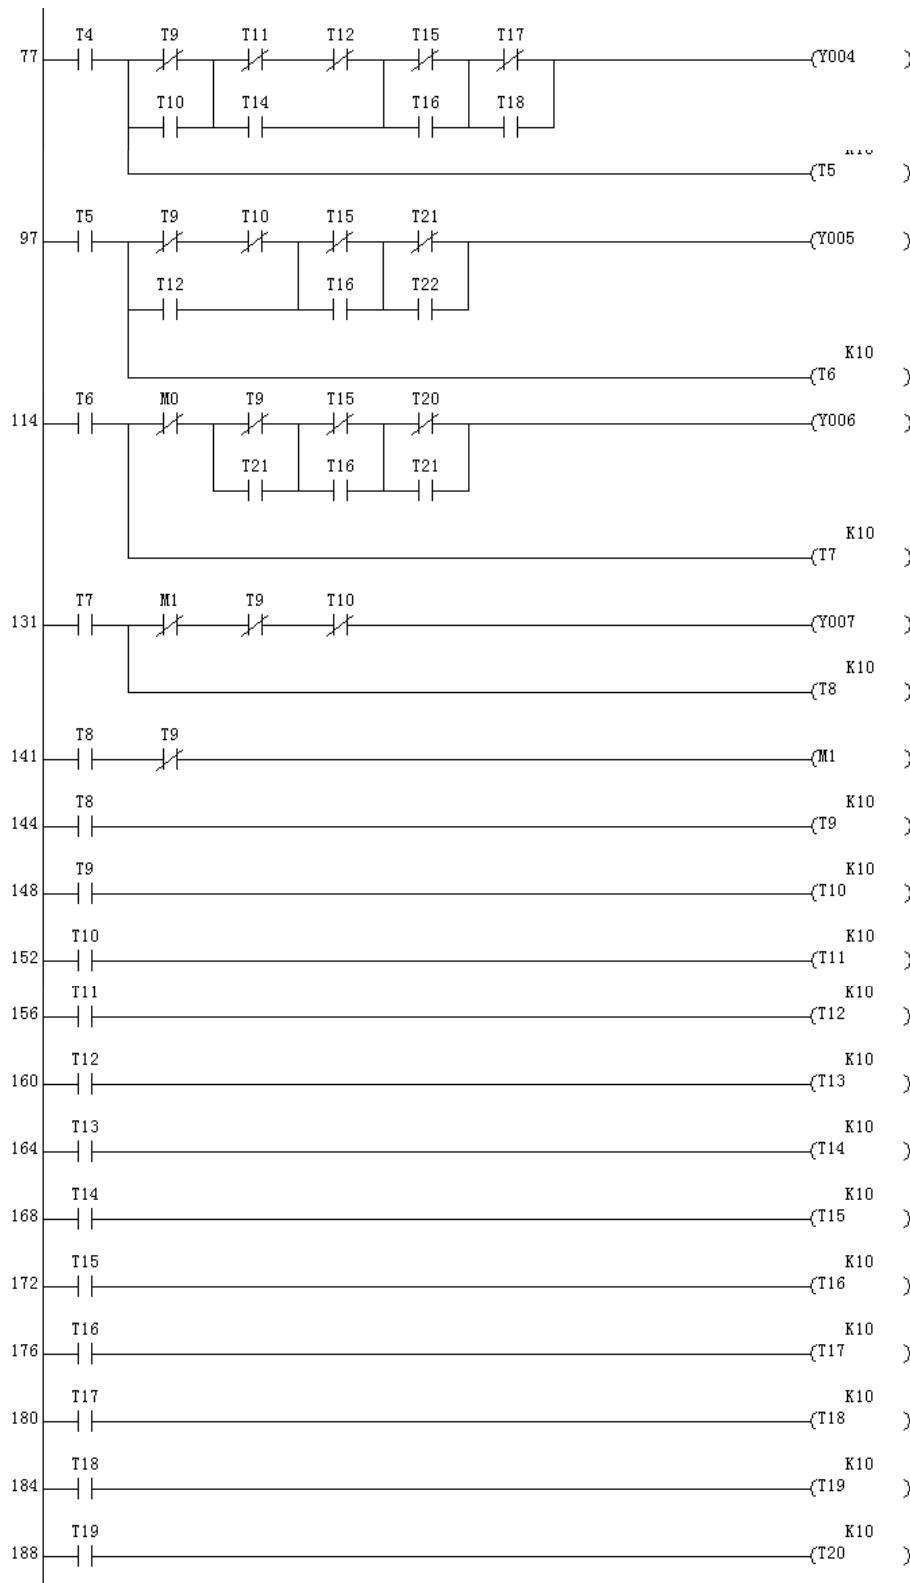 T4 T9 T11 T12 T15 T17
77 (Y004 )
T10 T14 T16 T18
(T5 )
T5 T9 T10 T15 T21
97 (Y005 )
T12 T16 T22
K10
(T6 )
T6 M0 T9 T15 T20
114 (Y006 )
T21 T16 T21
K10
(T7 )
T7 M1 T9 T10
131 (Y007 )
K10
(T8 )
T8 T9
141 (M1 )
T8 K10
144 (T9 )
T9 K10
148 (T10 )
T10 K10
152 (T11 )
T11 K10
156 (T12 )
T12 K10
160 (T13 )
T13 K10
164 (T14 )
T14 K10
168 (T15 )
T15 K10
172 (T16 )
T16 K10
176 (T17 )
T17 K10
180 (T18 )
T18 K10
184 (T19 )
T19 K10
188 (T20 )